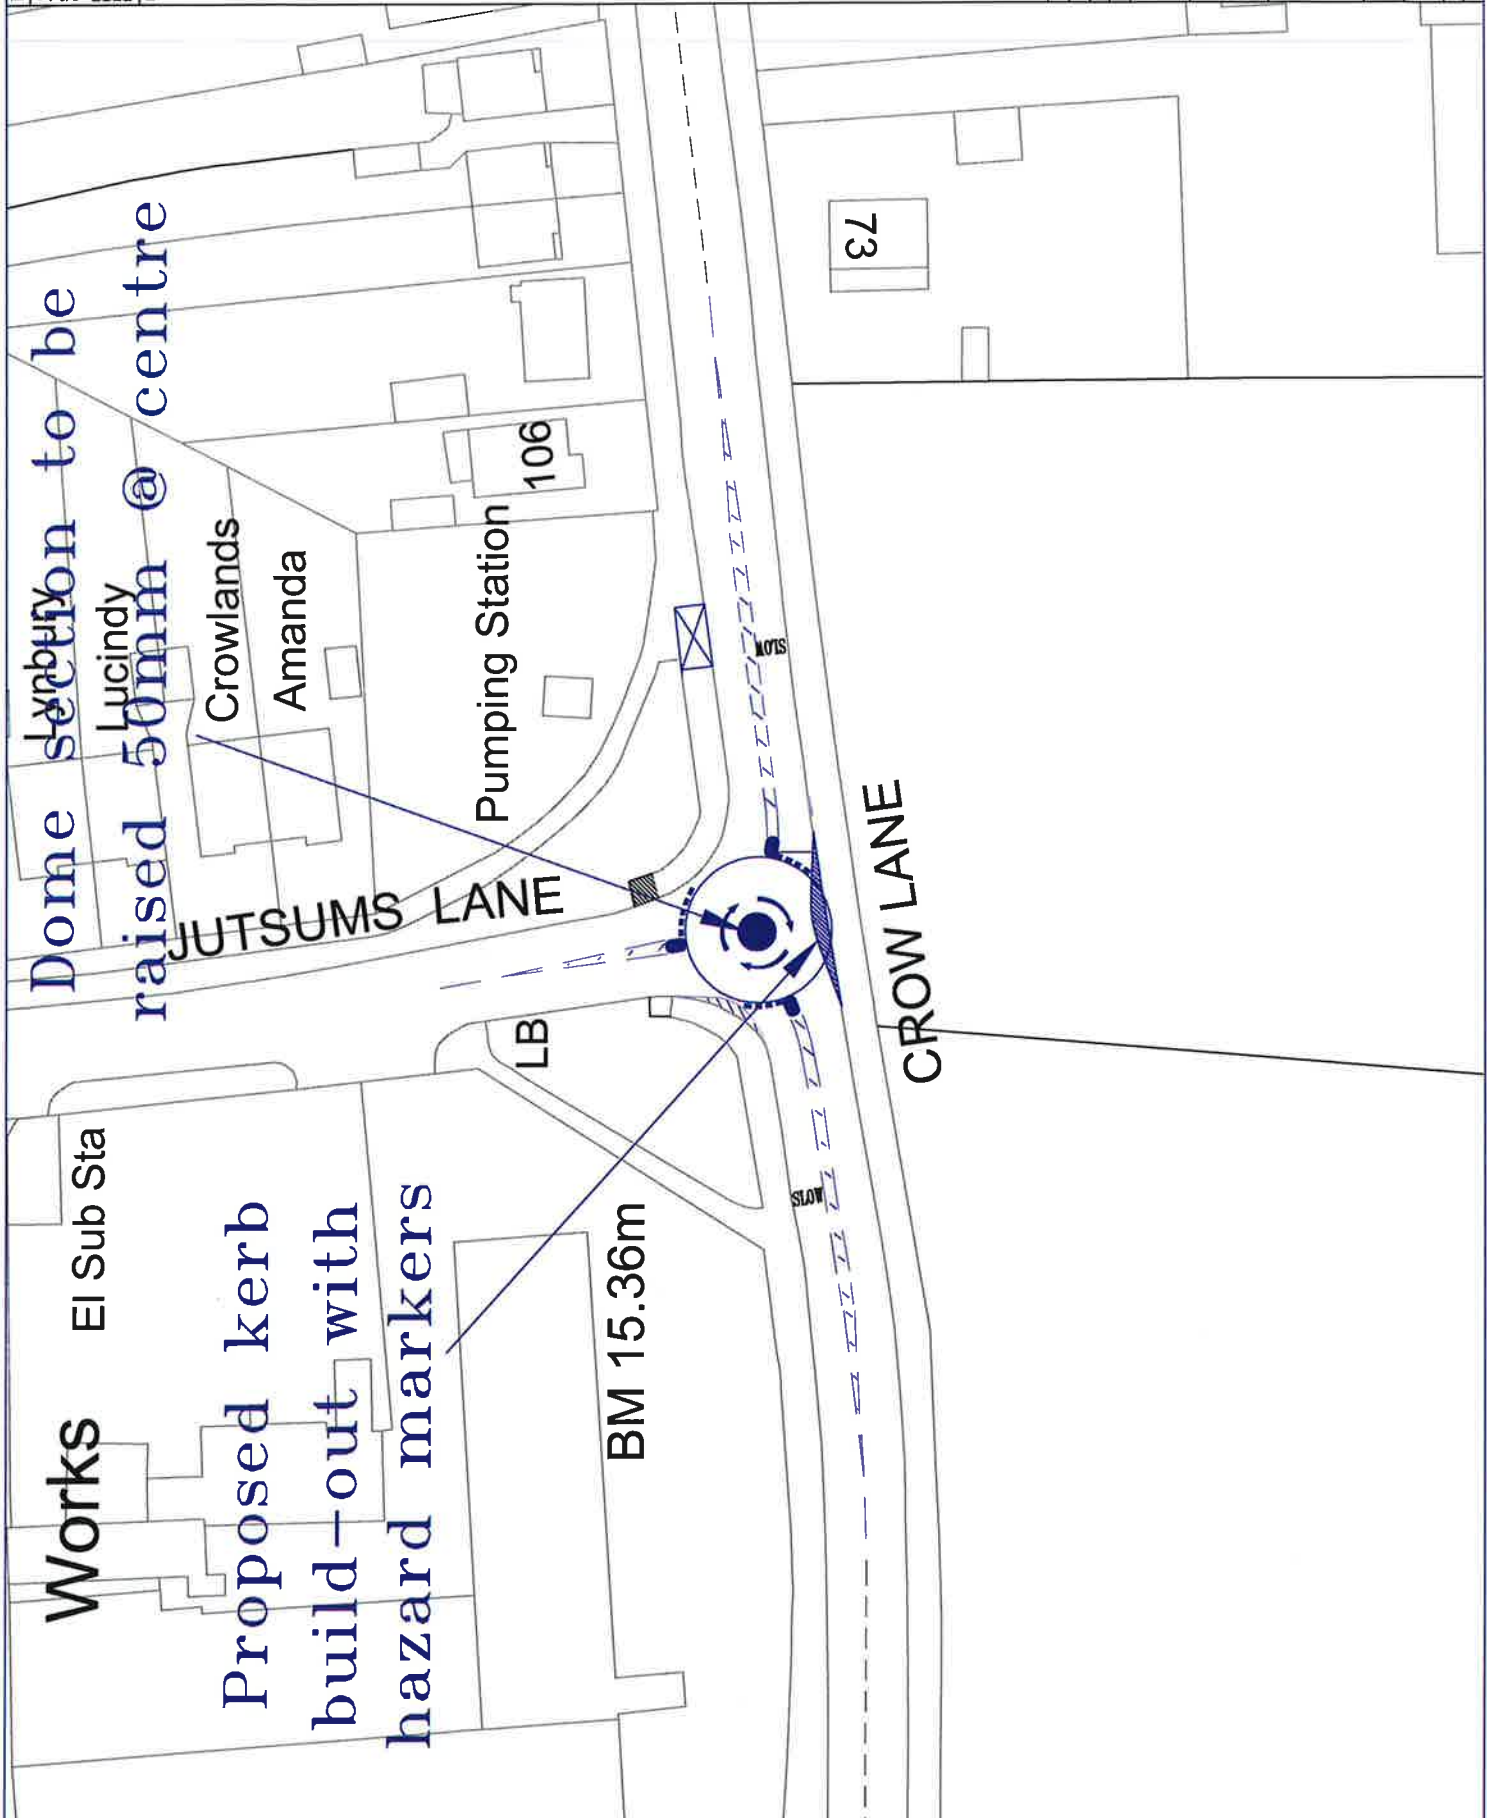 Dome section to be
raised 50mm @ centre
Lynbury
Lucindy
Crowlands
Amanda
Pumping Station
106
73
JUTSUMS LANE
CROW LANE
SLOW
SLOW
LB
El Sub Sta
Works
Proposed kerb
build-out with
hazard markers
BM 15.36m